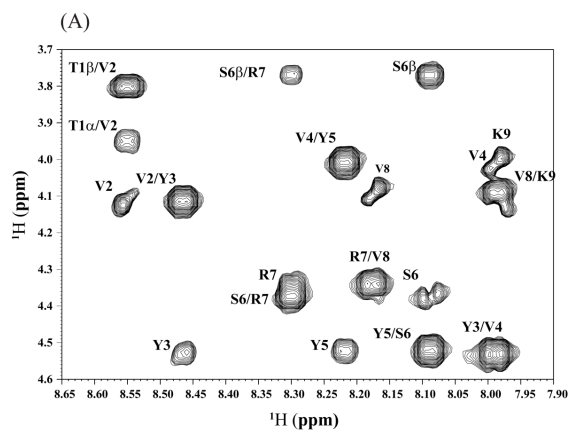 (A)
3.7
T1β/V2
S6β/R7
S6β
3.8
3.9
T1α/V2
V4/Y5
K9
4.0
V4
V2
V2/Y3
V8
V8/K9
4.1
4.2
¹H (ppm)
R7
R7/V8
S6
4.3
S6/R7
4.4
Y3
Y5
Y5/S6
Y3/V4
4.5
4.6
8.65 8.60 8.55 8.50 8.45 8.40 8.35 8.30 8.25 8.20 8.15 8.10 8.05 8.00 7.95 7.90
¹H (ppm)